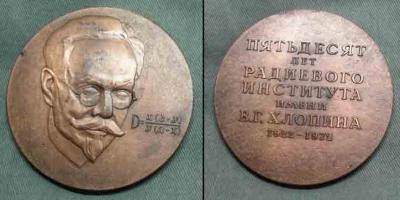 D = x(b-y)
y(a-x)
ПЯТЬДЕСЯТ
ЛЕТ
РАДИЕВОГО
ИНСТИТУТА
ИМЕНИ
В.Г. ХЛОПИНА
1922-1972